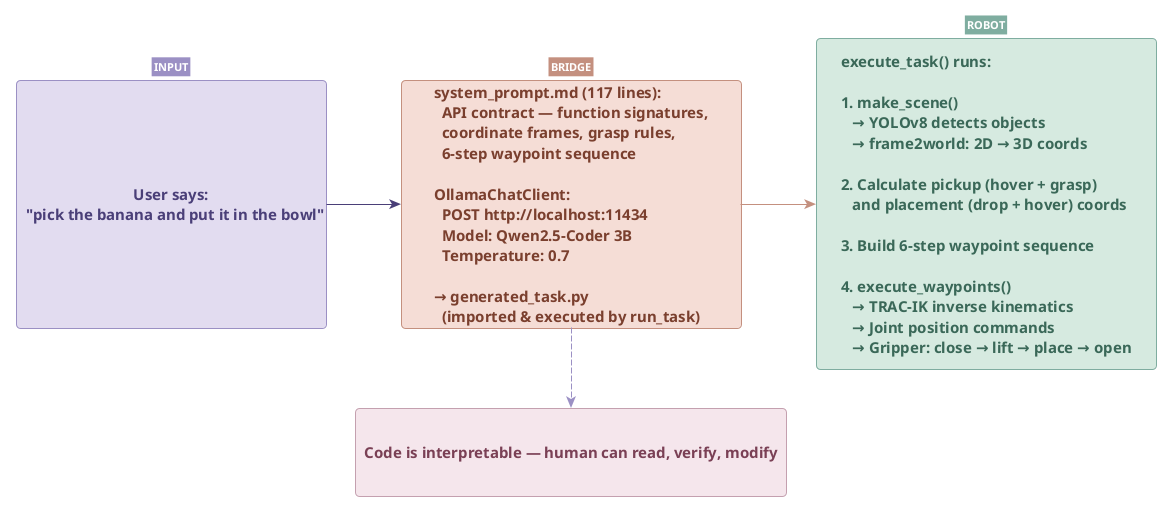 INPUT
User says:
"pick the banana and put it in the bowl"
BRIDGE
system_prompt.md (117 lines):
API contract — function signatures,
coordinate frames, grasp rules,
6-step waypoint sequence
OllamaChatClient:
POST http://localhost:11434
Model: Qwen2.5-Coder 3B
Temperature: 0.7
→ generated_task.py
(imported & executed by run_task)
ROBOT
execute_task() runs:
1. make_scene()
→ YOLOv8 detects objects
→ frame2world: 2D → 3D coords
2. Calculate pickup (hover + grasp)
and placement (drop + hover) coords
3. Build 6-step waypoint sequence
4. execute_waypoints()
→ TRAC-IK inverse kinematics
→ Joint position commands
→ Gripper: close → lift → place → open
Code is interpretable — human can read, verify, modify